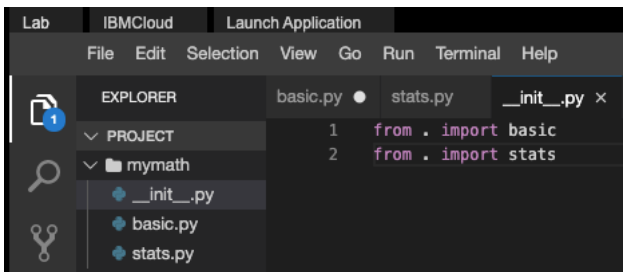 Lab IBMCloud Launch Application
File Edit Selection View Go Run Terminal Help
1
EXPLORER
PROJECT
mymath
__init__.py
basic.py
stats.py
basic.py stats.py __init__.py
1 from . import basic
2 from . import stats